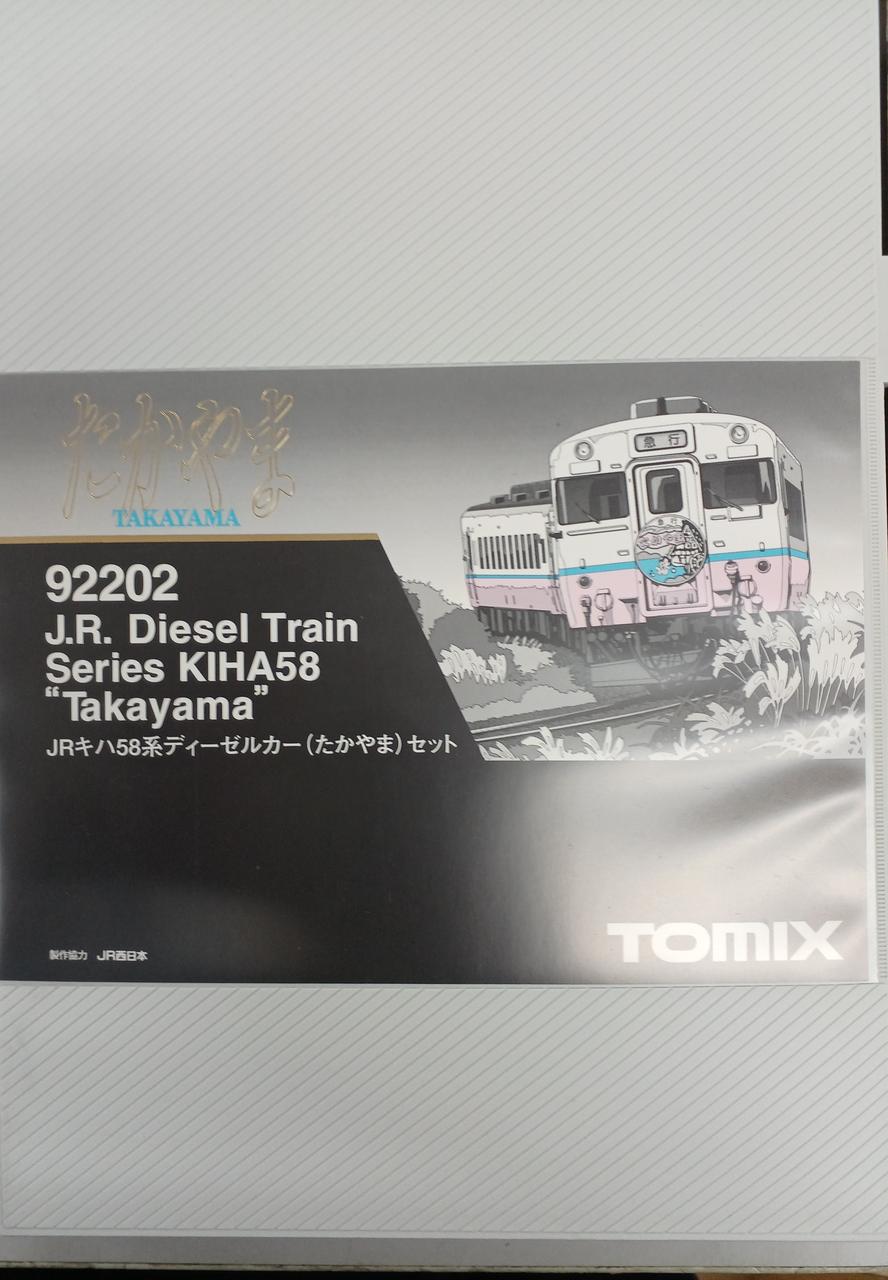 たかやま
TAKAYAMA
急行
92202
J.R. Diesel Train
Series KIHA58
“Takayama”
JRキハ58系ディーゼルカー(たかやま)セット
製作協力 JR西日本
TOMIX